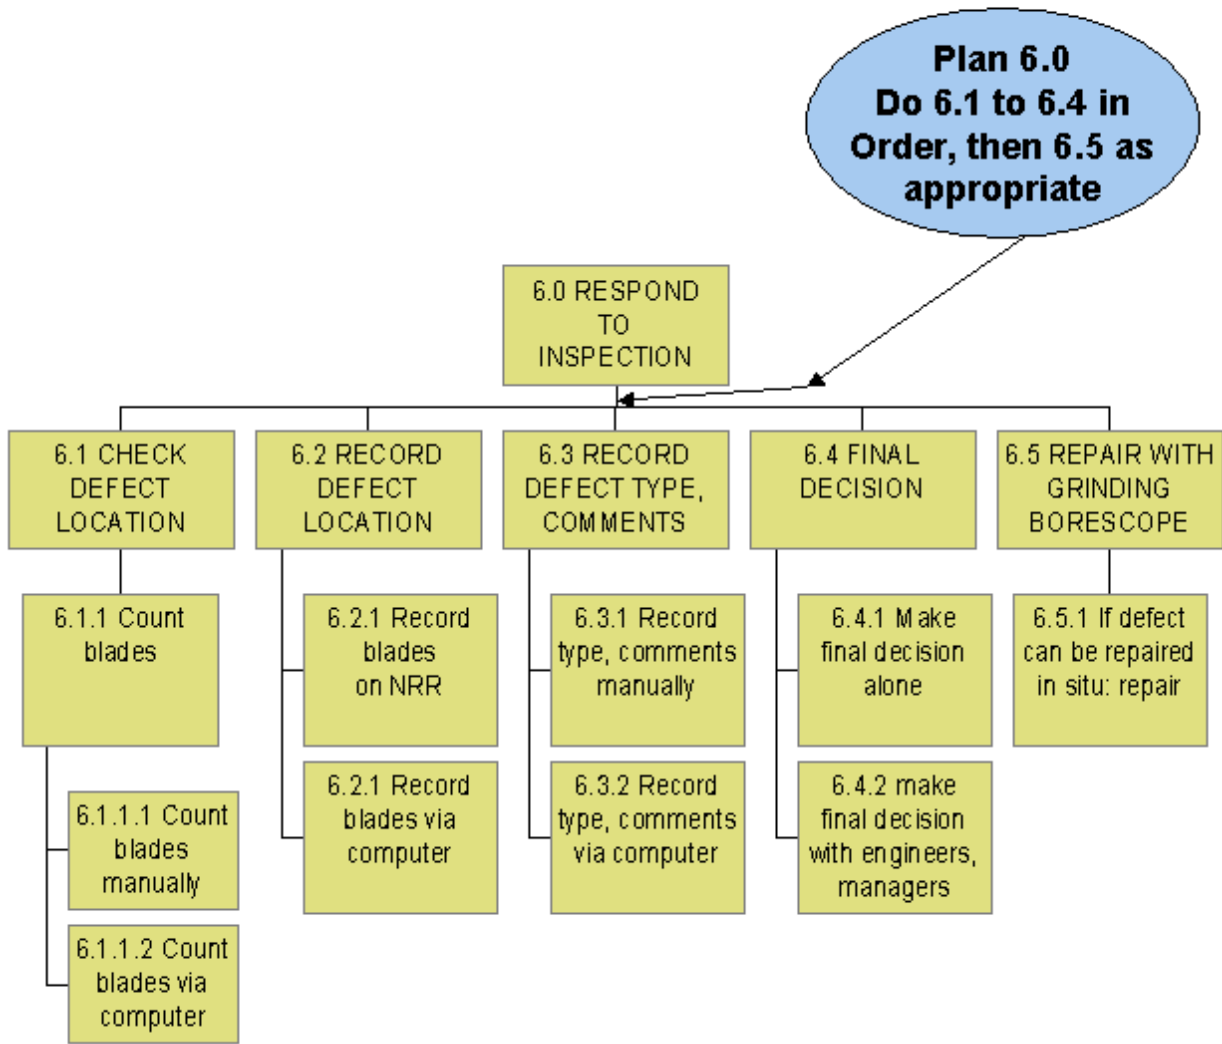 Plan 6.0
Do 6.1 to 6.4 in
Order, then 6.5 as
appropriate
6.0 RESPOND
TO
INSPECTION
6.1 CHECK
DEFECT
LOCATION
6.2 RECORD
DEFECT
LOCATION
6.3 RECORD
DEFECT TYPE,
COMMENTS
6.4 FINAL
DECISION
6.5 REPAIR WITH
GRINDING
BORESCOPE
6.1.1 Count
blades
6.2.1 Record
blades
on NRR
6.3.1 Record
type, comments
manually
6.4.1 Make
final decision
alone
6.5.1 If defect
can be repaired
in situ: repair
6.2.1 Record
blades via
computer
6.3.2 Record
type, comments
via computer
6.4.2 make
final decision
with engineers,
managers
6.1.1.1 Count
blades
manually
6.1.1.2 Count
blades via
computer